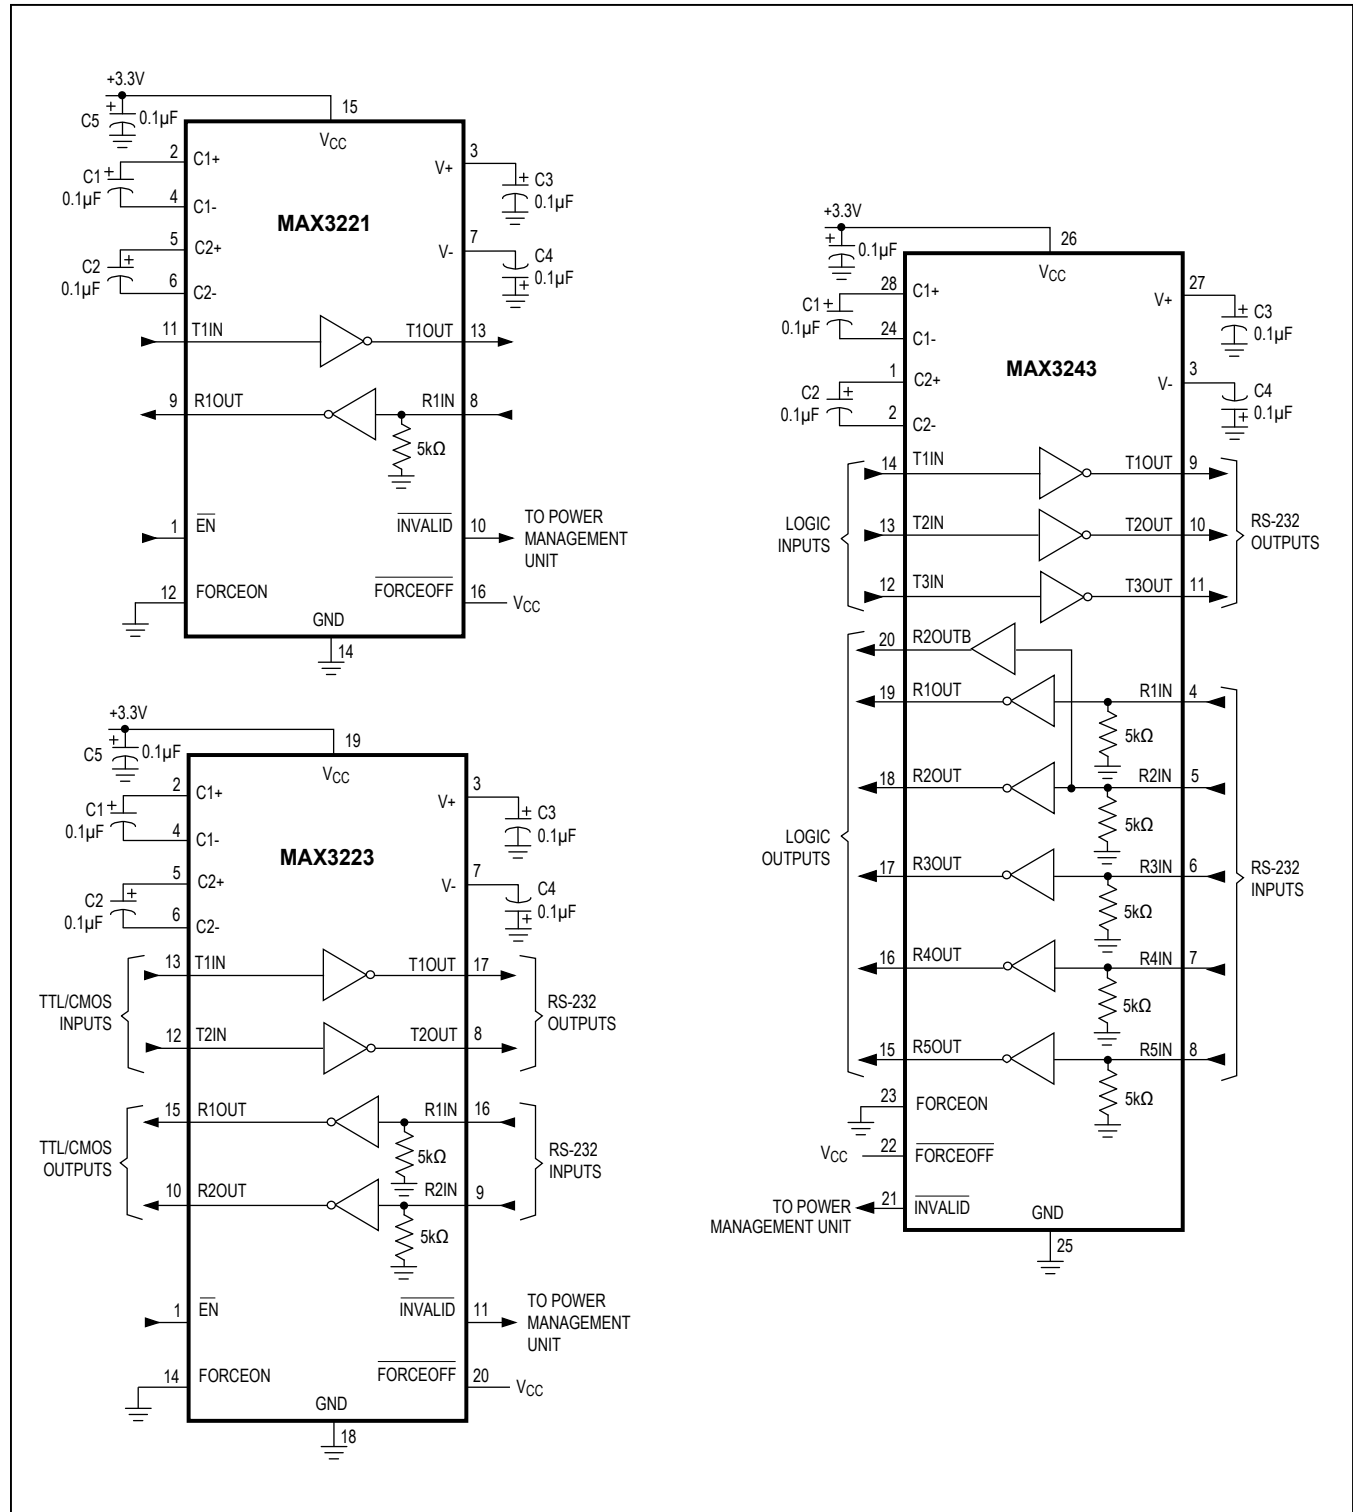 +3.3V
C5
+
0.1µF
15
VCC
2
C1+
C1
+
0.1µF
4
C1-
5
C2+
C2
+
0.1µF
6
C2-
MAX3221
3
V+
+
C3
0.1µF
7
V-
C4
0.1µF
+
11
T1IN
T1OUT
13
9
R1OUT
R1IN
8
5kΩ
1
EN
INVALID
10
TO POWER
MANAGEMENT
UNIT
12
FORCEON
FORCEOFF
16
VCC
GND
14
+3.3V
C5
+
0.1µF
19
VCC
2
C1+
C1
+
0.1µF
4
C1-
5
C2+
C2
+
0.1µF
6
C2-
MAX3223
3
V+
+
C3
0.1µF
7
V-
C4
0.1µF
+
TTL/CMOS
INPUTS
13
T1IN
T1OUT
17
12
T2IN
T2OUT
8
RS-232
OUTPUTS
TTL/CMOS
OUTPUTS
15
R1OUT
R1IN
16
5kΩ
10
R2OUT
R2IN
9
5kΩ
RS-232
INPUTS
1
EN
INVALID
11
TO POWER
MANAGEMENT
UNIT
14
FORCEON
FORCEOFF
20
VCC
GND
18
+3.3V
+
0.1µF
26
VCC
28
C1+
C1
+
0.1µF
24
C1-
1
C2+
C2
+
0.1µF
2
C2-
MAX3243
27
V+
+
C3
0.1µF
3
V-
C4
0.1µF
+
LOGIC
INPUTS
14
T1IN
T1OUT
9
13
T2IN
T2OUT
10
12
T3IN
T3OUT
11
RS-232
OUTPUTS
LOGIC
OUTPUTS
20
R2OUTB
19
R1OUT
R1IN
4
5kΩ
18
R2OUT
R2IN
5
5kΩ
17
R3OUT
R3IN
6
5kΩ
16
R4OUT
R4IN
7
5kΩ
15
R5OUT
R5IN
8
5kΩ
RS-232
INPUTS
23
FORCEON
VCC
22
FORCEOFF
TO POWER
MANAGEMENT UNIT
21
INVALID
GND
25